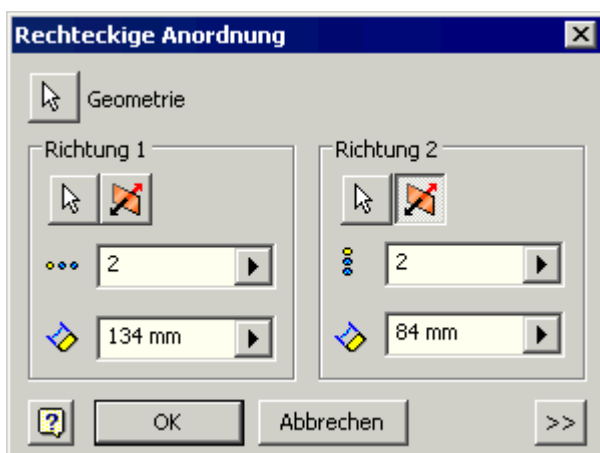 Rechteckige Anordnung
Geometrie
Richtung 1
Richtung 2
2
2
134 mm
84 mm
?
OK
Abbrechen
>>